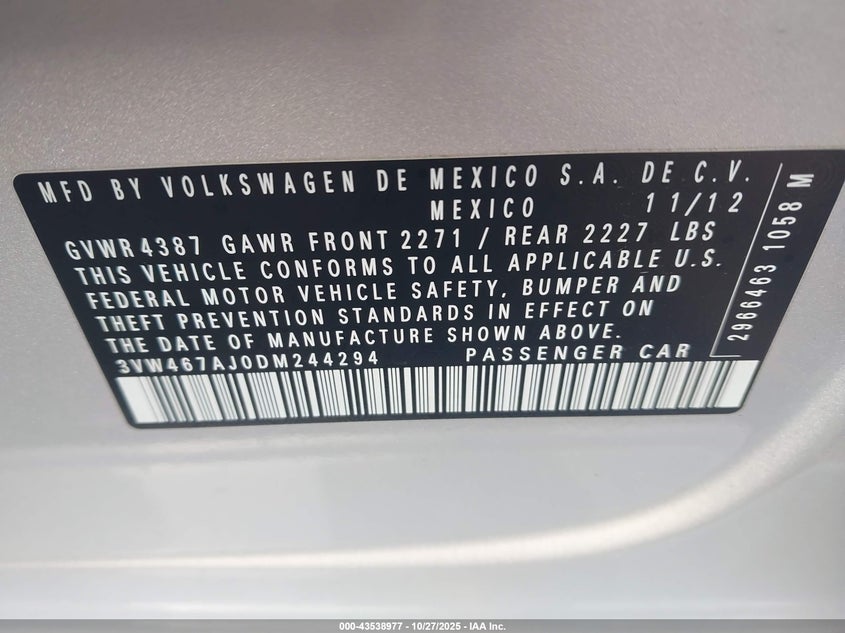 MFD BY VOLKSWAGEN DE MEXICO S.A. DE C.V.
MEXICO 11/12
GVWR 4387 GAWR FRONT 2271 / REAR 2227 LBS
THIS VEHICLE CONFORMS TO ALL APPLICABLE U.S.
FEDERAL MOTOR VEHICLE SAFETY, BUMPER AND
THEFT PREVENTION STANDARDS IN EFFECT ON
THE DATE OF MANUFACTURE SHOWN ABOVE.
3VW467AJ0DM244294 PASSENGER CAR
2966463 1058 M
000-43538977 - 10/27/2025 - IAA Inc.